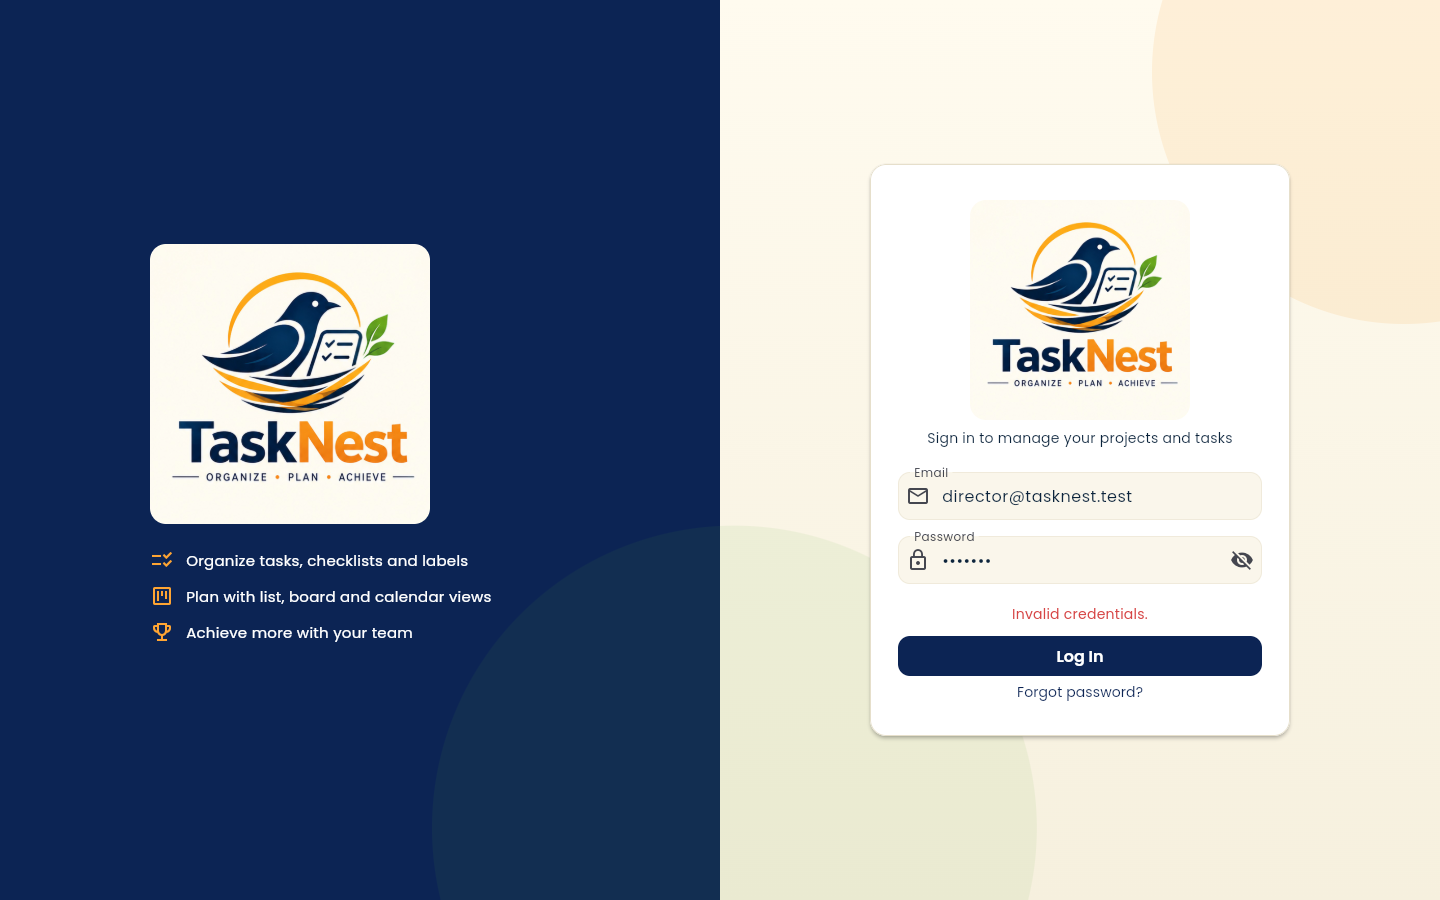 TaskNest
ORGANIZE • PLAN • ACHIEVE
Organize tasks, checklists and labels
Plan with list, board and calendar views
Achieve more with your team
TaskNest
ORGANIZE • PLAN • ACHIEVE
Sign in to manage your projects and tasks
Email
director@tasknest.test
Password
•••••••
Invalid credentials.
Log In
Forgot password?